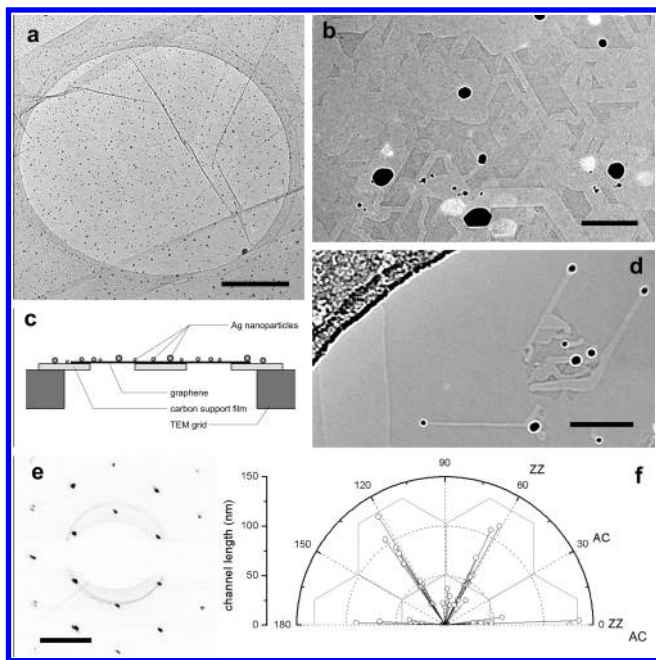 a
b
c
Ag nanoparticles
graphene
carbon support film
TEM grid
d
e
f
channel length (nm)
150
100
50
0
180
150
120
90
60
30
0
ZZ
AC
ZZ
AC